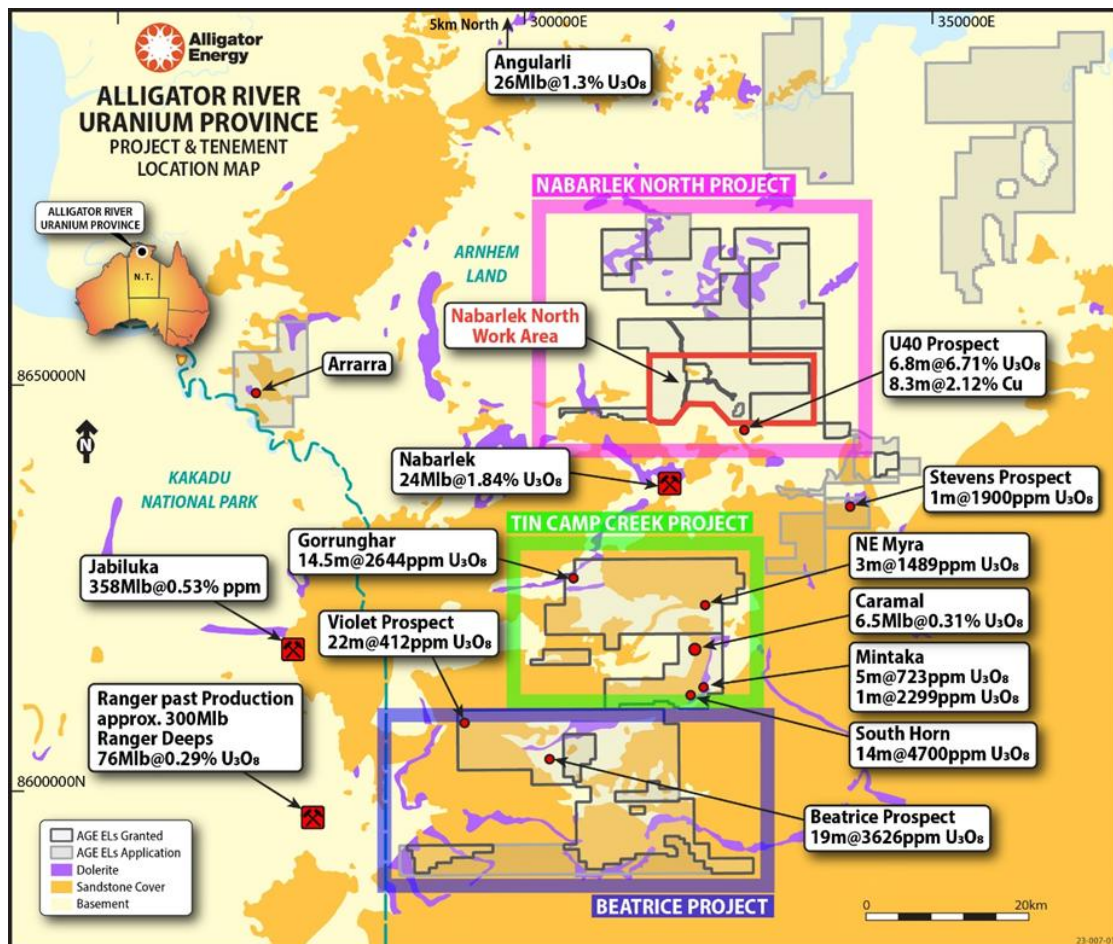 5km North
300000E
350000E
Alligator
Energy
ALLIGATOR RIVER
URANIUM PROVINCE
PROJECT & TENEMENT
LOCATION MAP
Angularli
26Mlb@1.3% U₃O₈
ALLIGATOR RIVER
URANIUM PROVINCE
N.T.
NABARLEK NORTH PROJECT
ARNHEM
LAND
Nabarlek North
Work Area
U40 Prospect
6.8m@6.71% U₃O₈
8.3m@2.12% Cu
Arrarra
8650000N
N
KAKADU
NATIONAL PARK
Nabarlek
24Mlb@1.84% U₃O₈
Stevens Prospect
1m@1900ppm U₃O₈
TIN CAMP CREEK PROJECT
Gorrunghar
14.5m@2644ppm U₃O₈
NE Myra
3m@1489ppm U₃O₈
Jabiluka
358Mlb@0.53% ppm
Caramal
6.5Mlb@0.31% U₃O₈
Violet Prospect
22m@412ppm U₃O₈
Mintaka
5m@723ppm U₃O₈
1m@2299ppm U₃O₈
Ranger past Production
approx. 300Mlb
Ranger Deeps
76Mlb@0.29% U₃O₈
South Horn
14m@4700ppm U₃O₈
8600000N
Beatrice Prospect
19m@3626ppm U₃O₈
AGE ELs Granted
AGE ELs Application
Dolerite
Sandstone Cover
Basement
BEATRICE PROJECT
0
20km